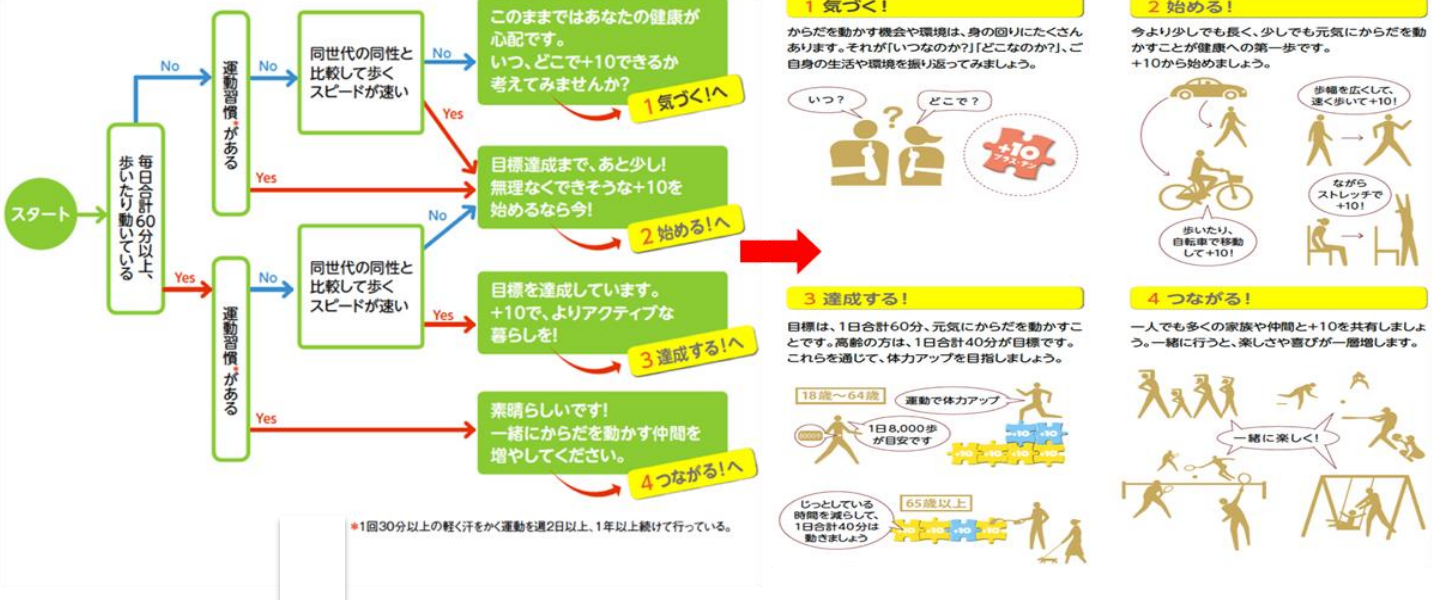 スタート
毎日合計60分以上、
歩いたり動いている
No
Yes
運動習慣*がある
No
Yes
同世代の同性と
比較して歩く
スピードが速い
No
Yes
このままではあなたの健康が
心配です。
いつ、どこで+10できるか
考えてみませんか?
1 気づく!へ
目標達成まで、あと少し!
無理なくできそうな+10を
始めるなら今!
2 始める!へ
運動習慣*がある
No
Yes
同世代の同性と
比較して歩く
スピードが速い
No
Yes
目標を達成しています。
+10で、よりアクティブな
暮らしを!
3 達成する!へ
素晴らしいです!
一緒にからだを動かす仲間を
増やしてください。
4 つながる!へ
*1回30分以上の軽く汗をかく運動を週2日以上、1年以上続けて行っている。
1 気づく!
からだを動かす機会や環境は、身の回りにたくさん
あります。それが「いつなのか?」「どこなのか?」、ご
自身の生活や環境を振り返ってみましょう。
いつ?
どこで?
?
+10
プラス・テン
2 始める!
今より少しでも長く、少しでも元気にからだを動
かすことが健康への第一歩です。
+10から始めましょう。
歩幅を広くして、
速く歩いて+10!
ながら
ストレッチで
+10!
歩いたり、
自転車で移動
して+10!
3 達成する!
目標は、1日合計60分、元気にからだを動かすこ
とです。高齢の方は、1日合計40分が目標です。
これらを通じて、体力アップを目指しましょう。
18歳〜64歳
運動で体力アップ
1日8,000歩
が目安です
8000歩
+10 +10
+10 +10 +10 +10
65歳以上
じっとしている
時間を減らして、
1日合計40分は
動きましょう
+10 +10 +10 +10
4 つながる!
一人でも多くの家族や仲間と+10を共有しましょ
う。一緒に行うと、楽しさや喜びが一層増します。
一緒に楽しく!